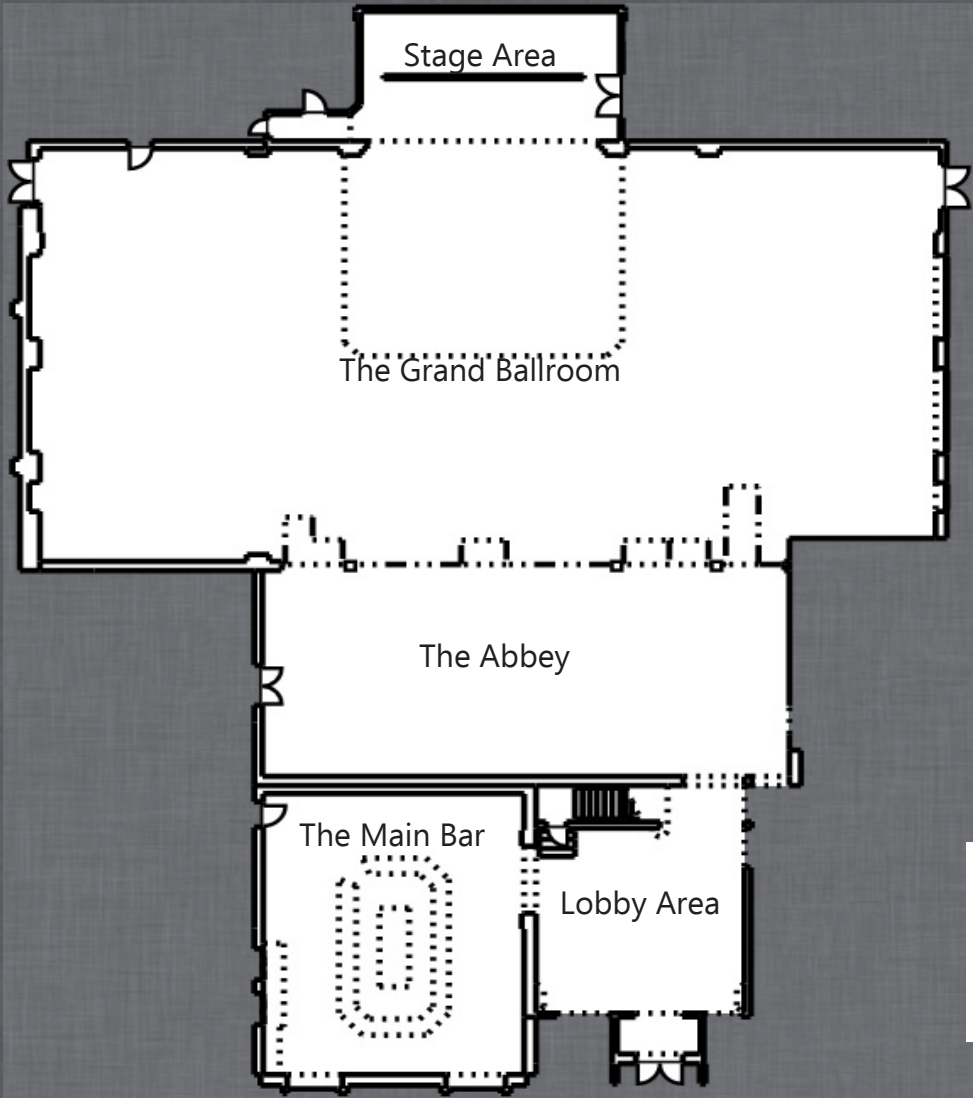 Stage Area
The Grand Ballroom
The Abbey
The Main Bar
Lobby Area